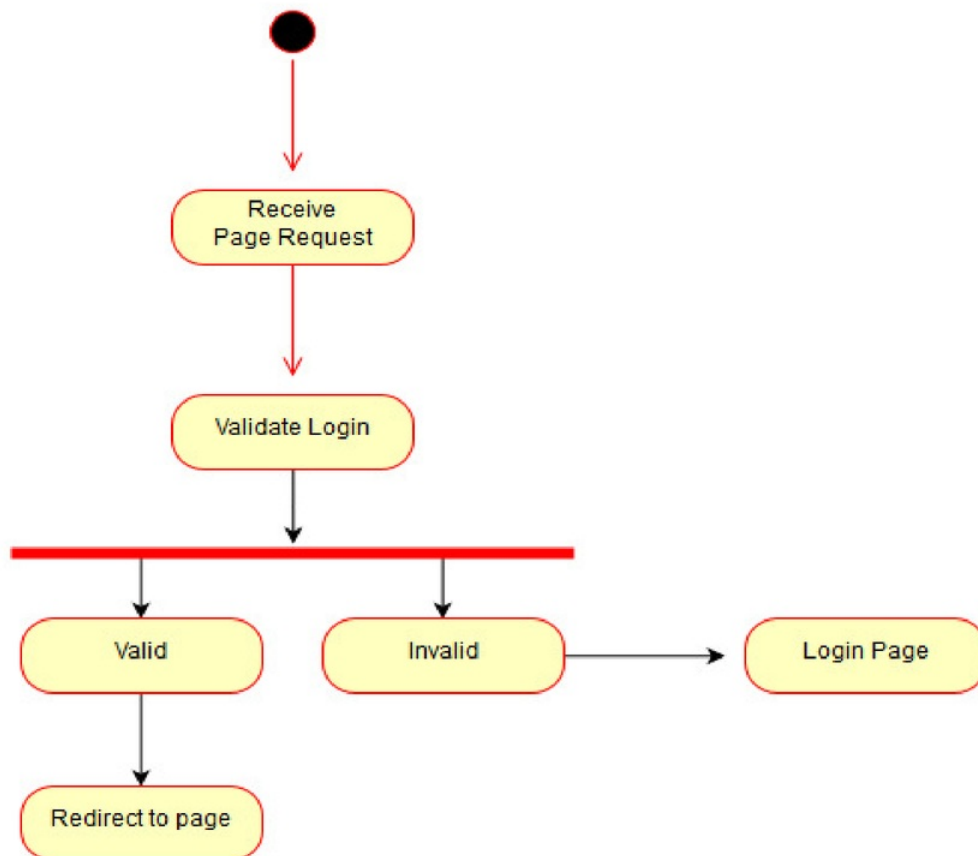 Receive
Page Request
Validate Login
Valid
Invalid
Login Page
Redirect to page